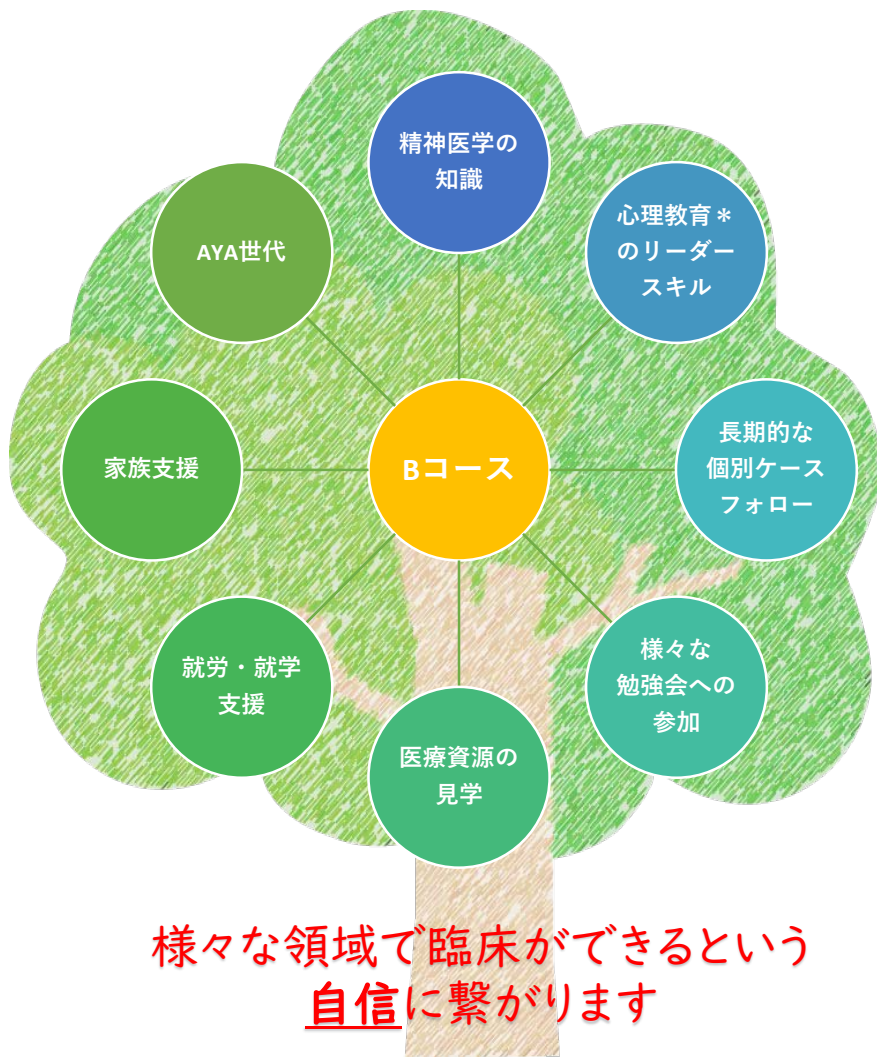 精神医学の
知識
心理教育＊
のリーダー
スキル
長期的な
個別ケース
フォロー
様々な
勉強会への
参加
医療資源の
見学
就労・就学
支援
家族支援
AYA世代
Bコース
様々な領域で臨床ができるという
自信に繋がります